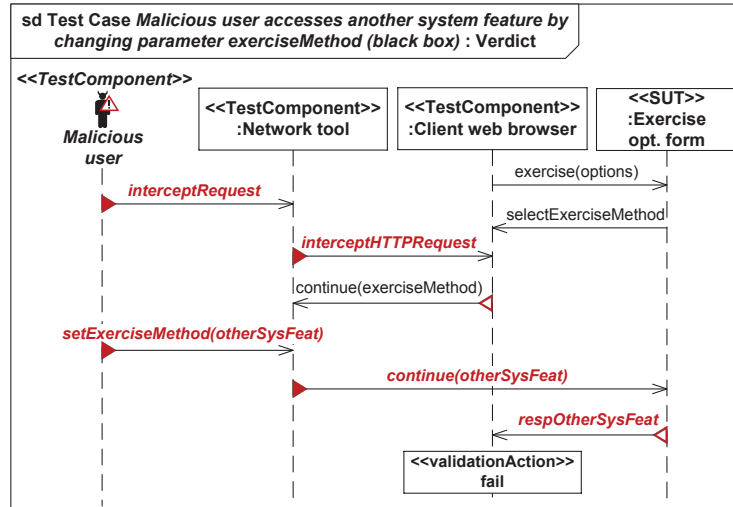 sd Test Case Malicious user accesses another system feature by
changing parameter exerciseMethod (black box) : Verdict
<<TestComponent>>
Malicious
user
<<TestComponent>>
:Network tool
<<TestComponent>>
:Client web browser
<<SUT>>
:Exercise
opt. form
exercise(options)
interceptRequest
selectExerciseMethod
interceptHTTPRequest
continue(exerciseMethod)
setExerciseMethod(otherSysFeat)
continue(otherSysFeat)
respOtherSysFeat
<<validationAction>>
fail